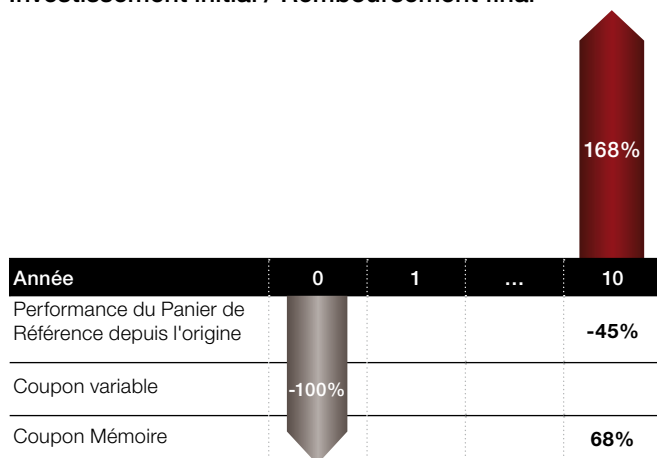 Investissement initial / Remboursement final
168%
Année 0 1 ... 10
Performance du Panier de
Référence depuis l'origine -45%
Coupon variable -100%
Coupon Mémoire 68%